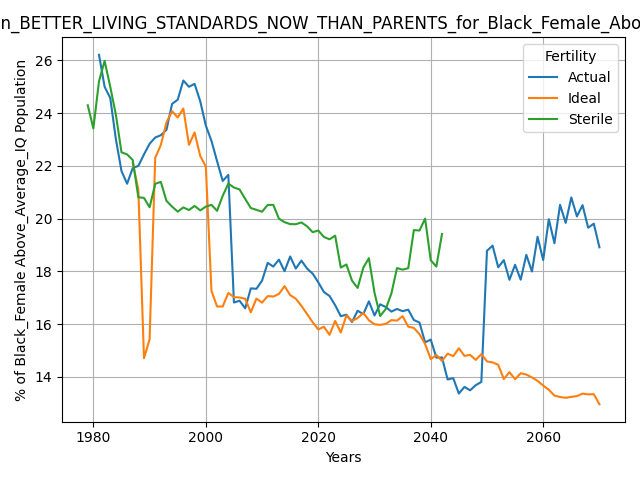 n_BETTER_LIVING_STANDARDS_NOW_THAN_PARENTS_for_Black_Female_Abo
% of Black_Female Above_Average_IQ Population
26
24
22
20
18
16
14
1980 2000 2020 2040 2060
Years
Fertility
Actual
Ideal
Sterile